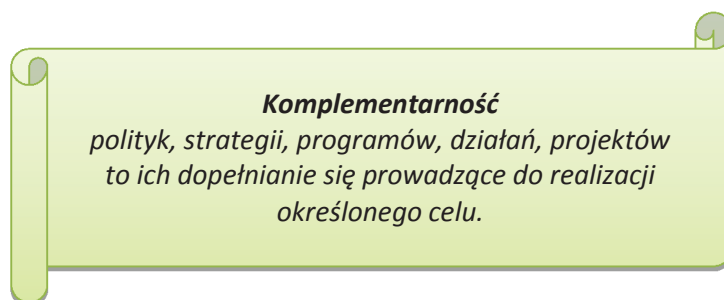 Komplementarność
polityk, strategii, programów, działań, projektów
to ich dopełnianie się prowadzące do realizacji
określonego celu.